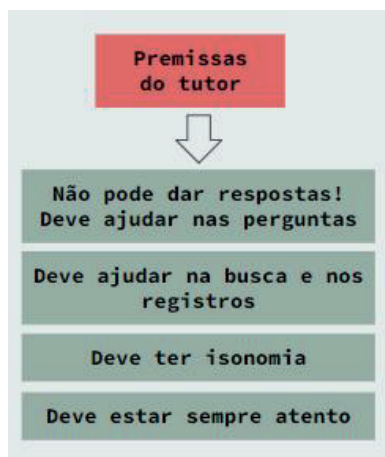 Premissas
do tutor
Não pode dar respostas!
Deve ajudar nas perguntas
Deve ajudar na busca e nos
registros
Deve ter isonomia
Deve estar sempre atento